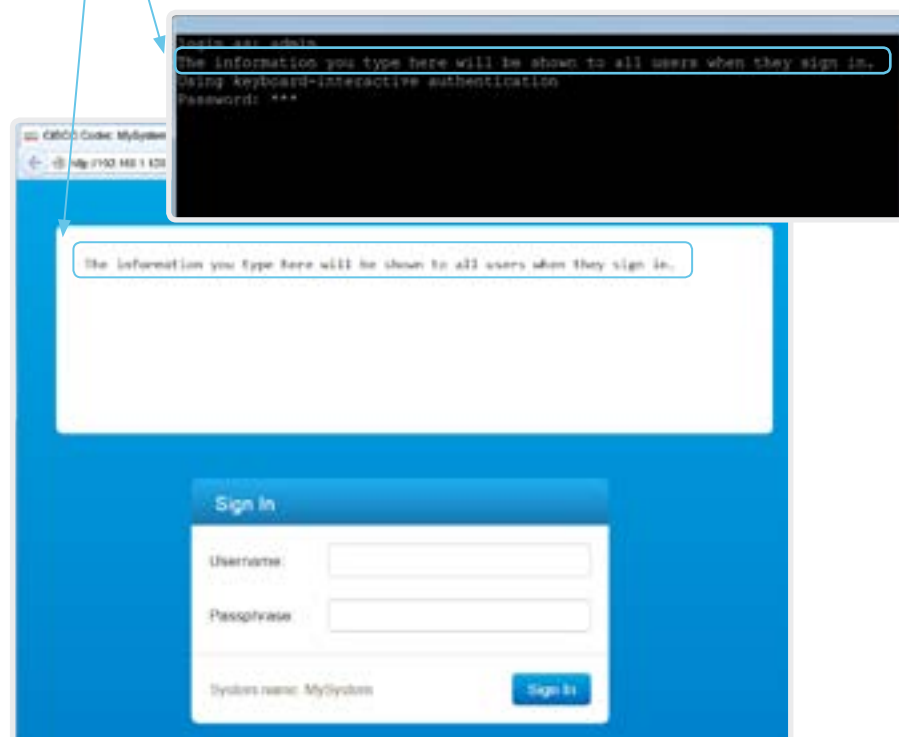 login as: admin
The information you type here will be shown to all users when they sign in.
Using keyboard-interactive authentication
Password: ***
CISCO Codec: MySystem
The information you type here will be shown to all users when they sign in.
Sign In
Username:
Passphrase:
System name: MySystem
Sign In